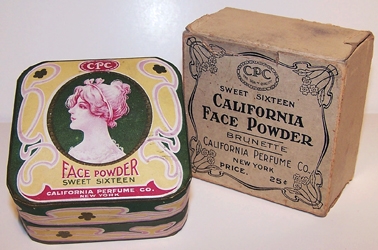 CPC
FACE POWDER
SWEET SIXTEEN
CALIFORNIA PERFUME CO.
NEW YORK
CPC
SWEET SIXTEEN
CALIFORNIA
FACE POWDER
BRUNETTE
CALIFORNIA PERFUME CO.
NEW YORK
PRICE, 25¢